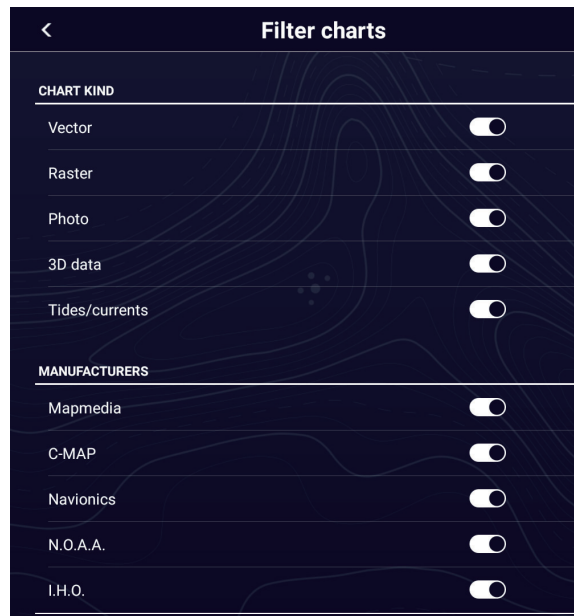 Filter charts
CHART KIND
Vector
Raster
Photo
3D data
Tides/currents
MANUFACTURERS
Mapmedia
C-MAP
Navionics
N.O.A.A.
I.H.O.